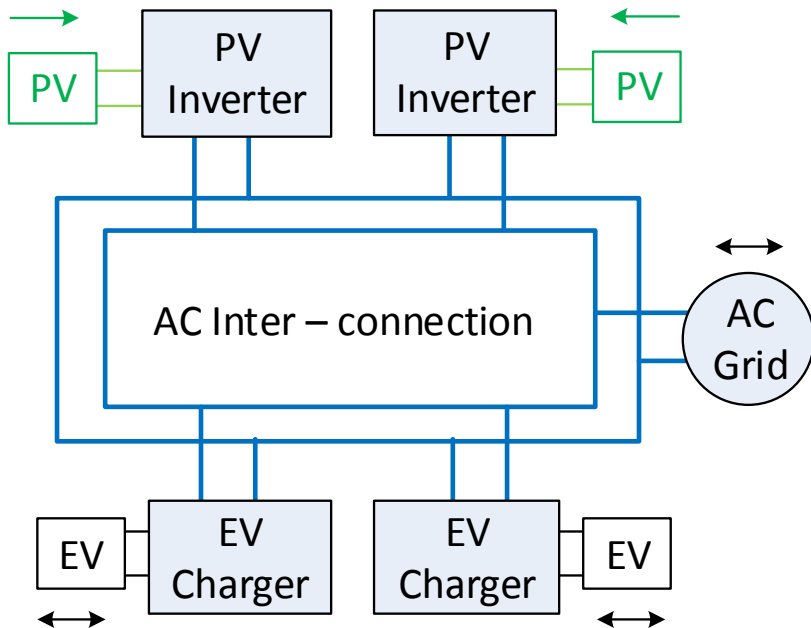 PV
PV
Inverter
PV
Inverter
PV
AC Inter – connection
AC
Grid
EV
EV
Charger
EV
Charger
EV